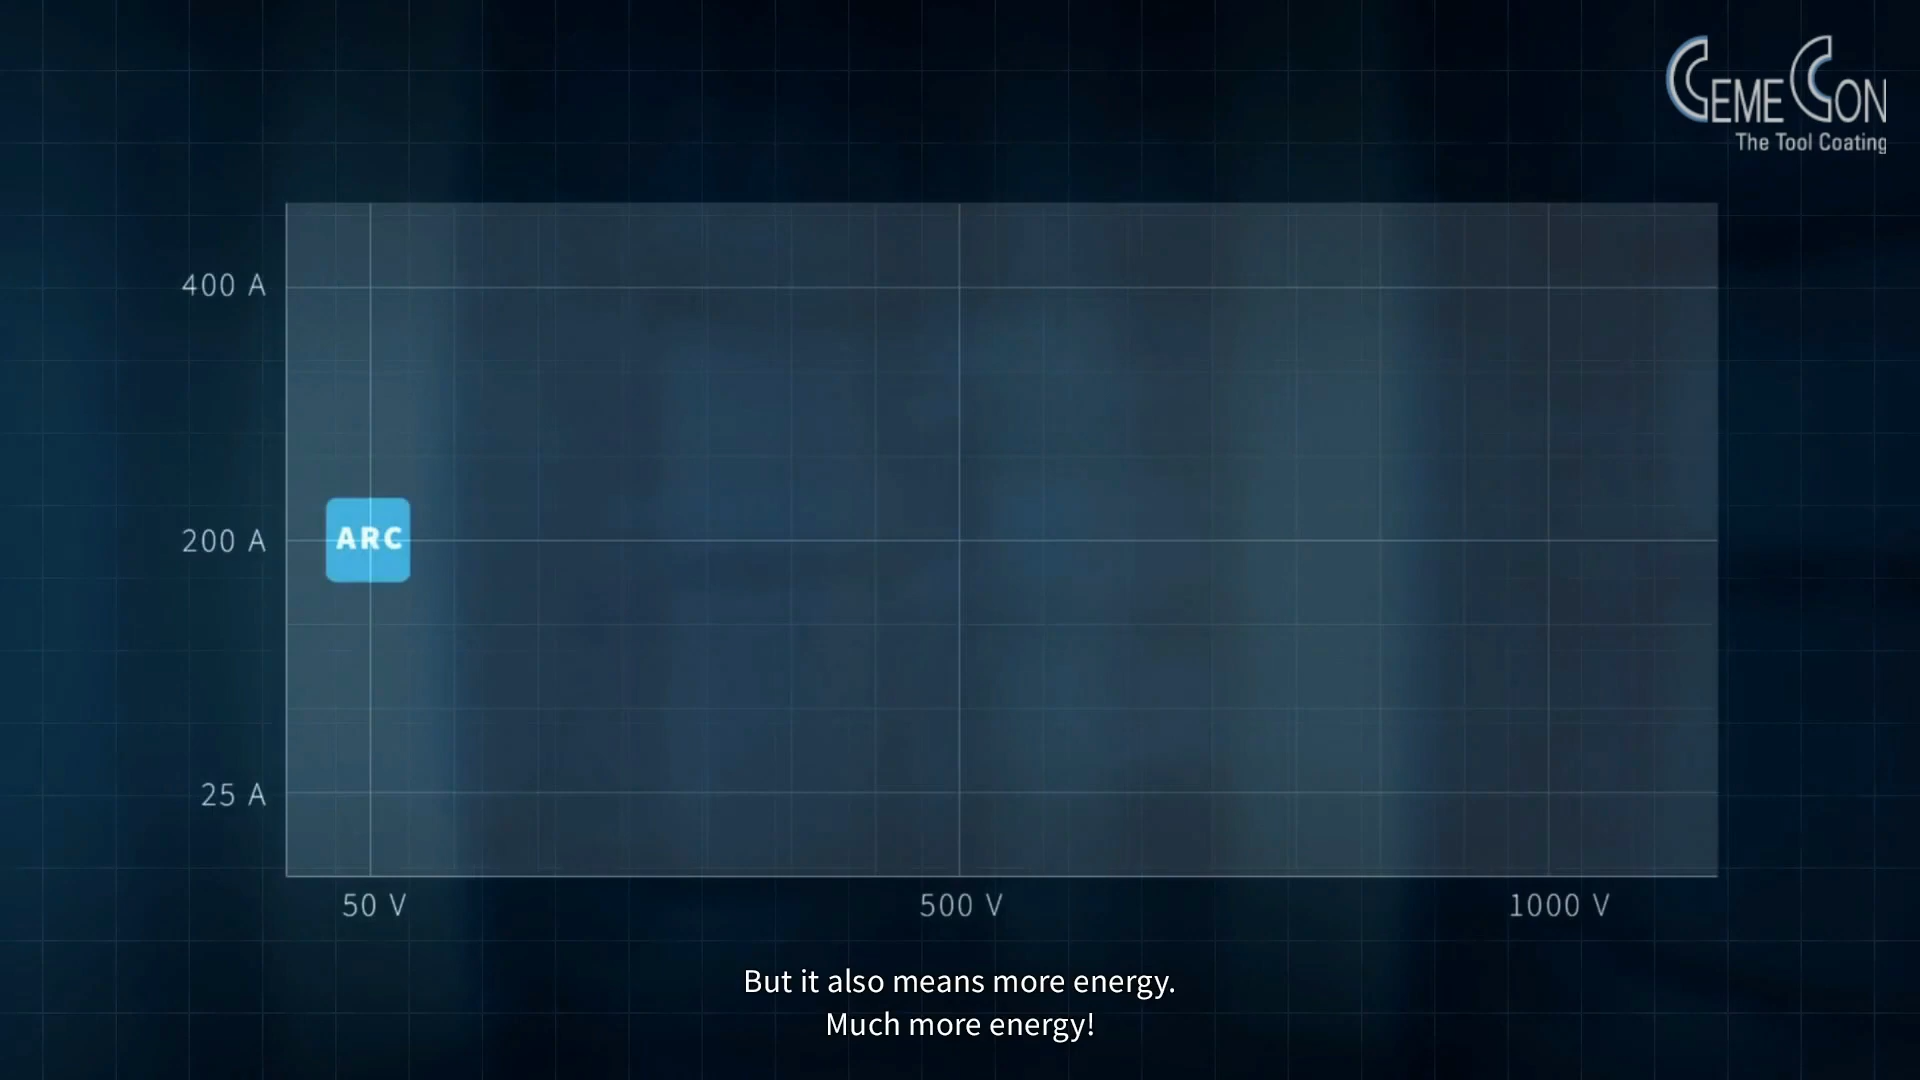 CEMECON
The Tool Coating
400 A
200 A
ARC
25 A
50 V
500 V
1000 V
But it also means more energy.
Much more energy!